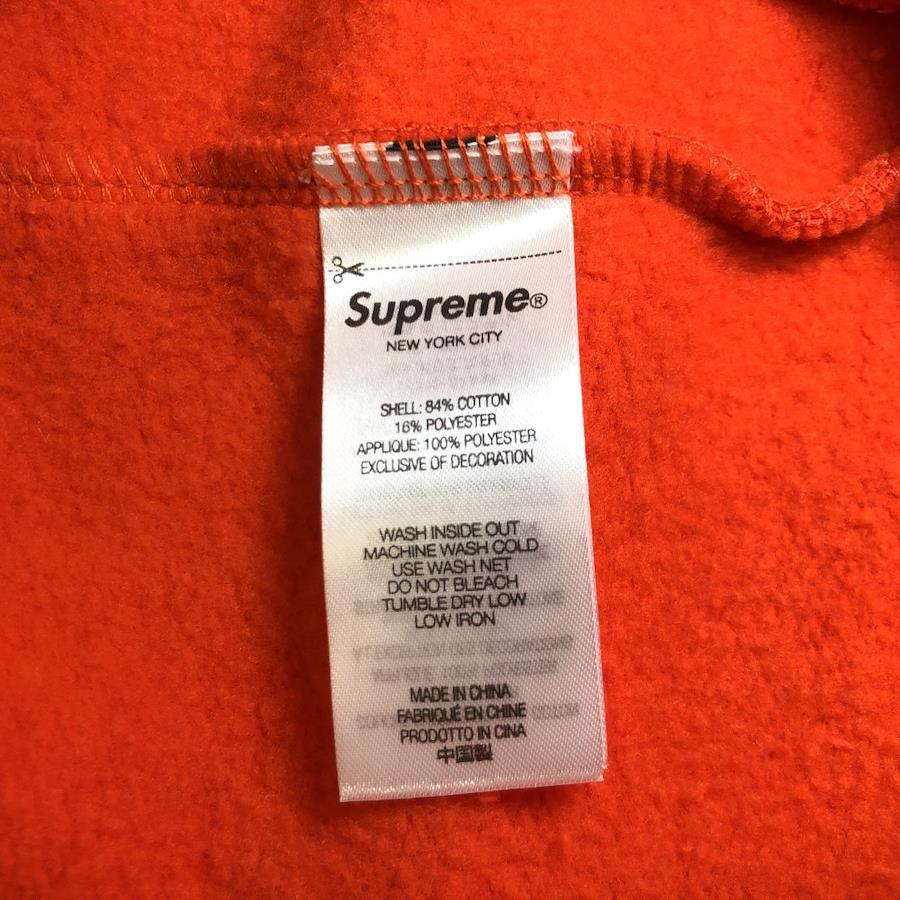 Supreme®
NEW YORK CITY
SHELL: 84% COTTON
16% POLYESTER
APPLIQUE: 100% POLYESTER
EXCLUSIVE OF DECORATION
WASH INSIDE OUT
MACHINE WASH COLD
USE WASH NET
DO NOT BLEACH
TUMBLE DRY LOW
LOW IRON
MADE IN CHINA
FABRIQUÉ EN CHINE
PRODOTTO IN CINA
中国製